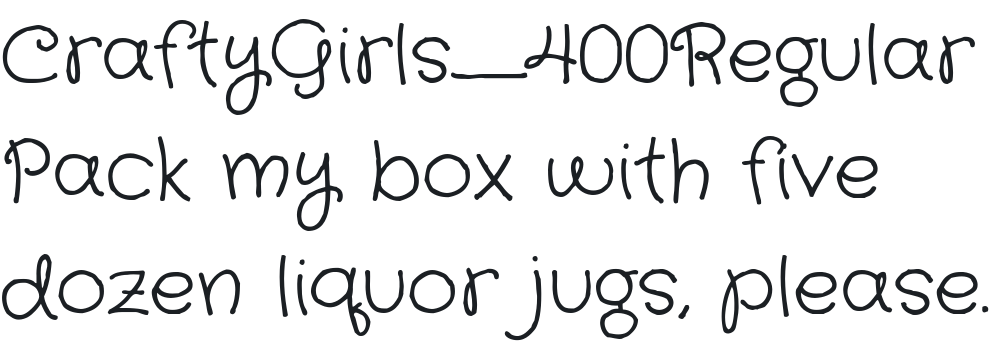 CraftyGirls_400Regular
Pack my box with five
dozen liquor jugs, please.